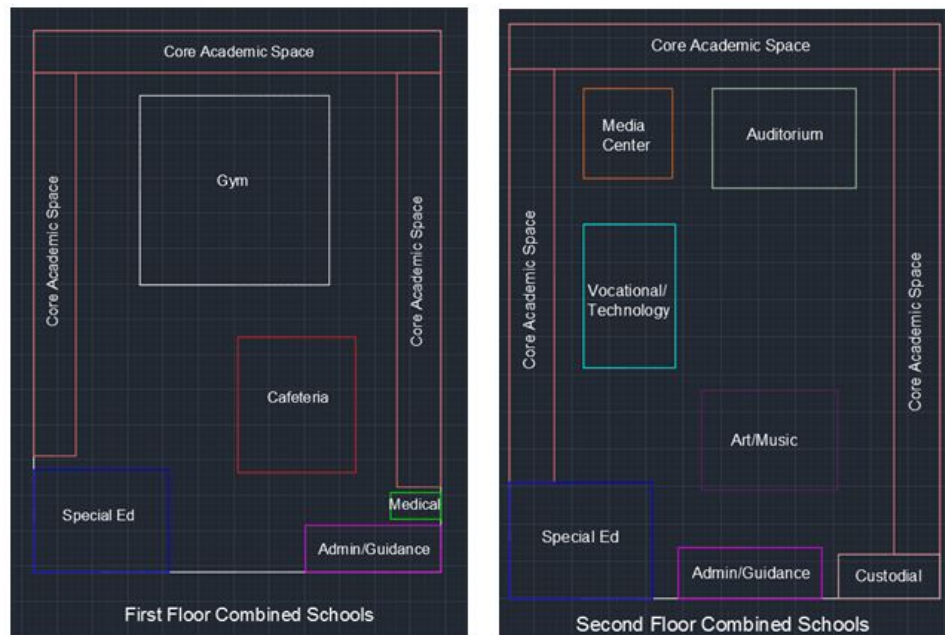 Core Academic Space
Gym
Core Academic Space
Core Academic Space
Cafeteria
Medical
Special Ed
Admin/Guidance
First Floor Combined Schools
Core Academic Space
Media
Center
Auditorium
Vocational/
Technology
Core Academic Space
Core Academic Space
Art/Music
Special Ed
Admin/Guidance
Custodial
Second Floor Combined Schools